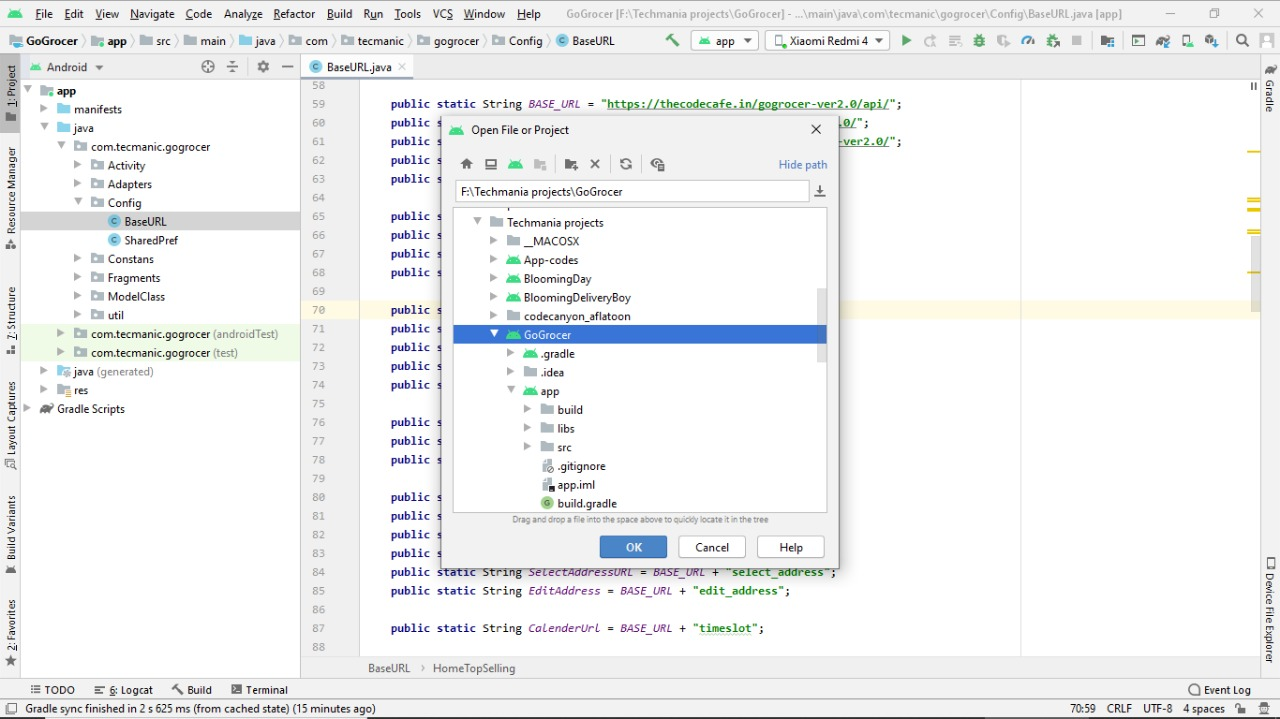 File Edit View Navigate Code Analyze Refactor Build Run Tools VCS Window Help GoGrocer [F:\Techmania projects\GoGrocer] - ...\main\java\com\tecmanic\gogrocer\Config\BaseURL.java [app]
GoGrocer app src main java com tecmanic gogrocer Config BaseURL app Xiaomi Redmi 4
1: Project
Resource Manager
Z: Structure
Layout Captures
Build Variants
2: Favorites
Android
app
manifests
java
com.tecmanic.gogrocer
Activity
Adapters
Config
BaseURL
SharedPref
Constans
Fragments
ModelClass
util
com.tecmanic.gogrocer (androidTest)
com.tecmanic.gogrocer (test)
java (generated)
res
Gradle Scripts
BaseURL.java
58
59 public static String BASE_URL = "https://thecodecafe.in/gogrocer-ver2.0/api/";
60 public s .0/";
61 public s -ver2.0/";
62 public s
63 public s
64
65 public s
66 public s
67 public s
68 public s
69
70 public s
71 public s
72 public s
73 public s
74 public s
75
76 public s
77 public s
78 public s
79
80 public s
81 public s
82 public s
83 public s
84 public static String SelectAddressURL = BASE_URL + "select_address";
85 public static String EditAddress = BASE_URL + "edit_address";
86
87 public static String CalenderUrl = BASE_URL + "timeslot";
88
BaseURL › HomeTopSelling
Open File or Project
Hide path
F:\Techmania projects\GoGrocer
Techmania projects
__MACOSX
App-codes
BloomingDay
BloomingDeliveryBoy
codecanyon_aflatoon
GoGrocer
.gradle
.idea
app
build
libs
src
.gitignore
app.iml
build.gradle
Drag and drop a file into the space above to quickly locate it in the tree
OK Cancel Help
Gradle
Device File Explorer
TODO 6: Logcat Build Terminal Event Log
Gradle sync finished in 2 s 625 ms (from cached state) (15 minutes ago) 70:59 CRLF UTF-8 4 spaces